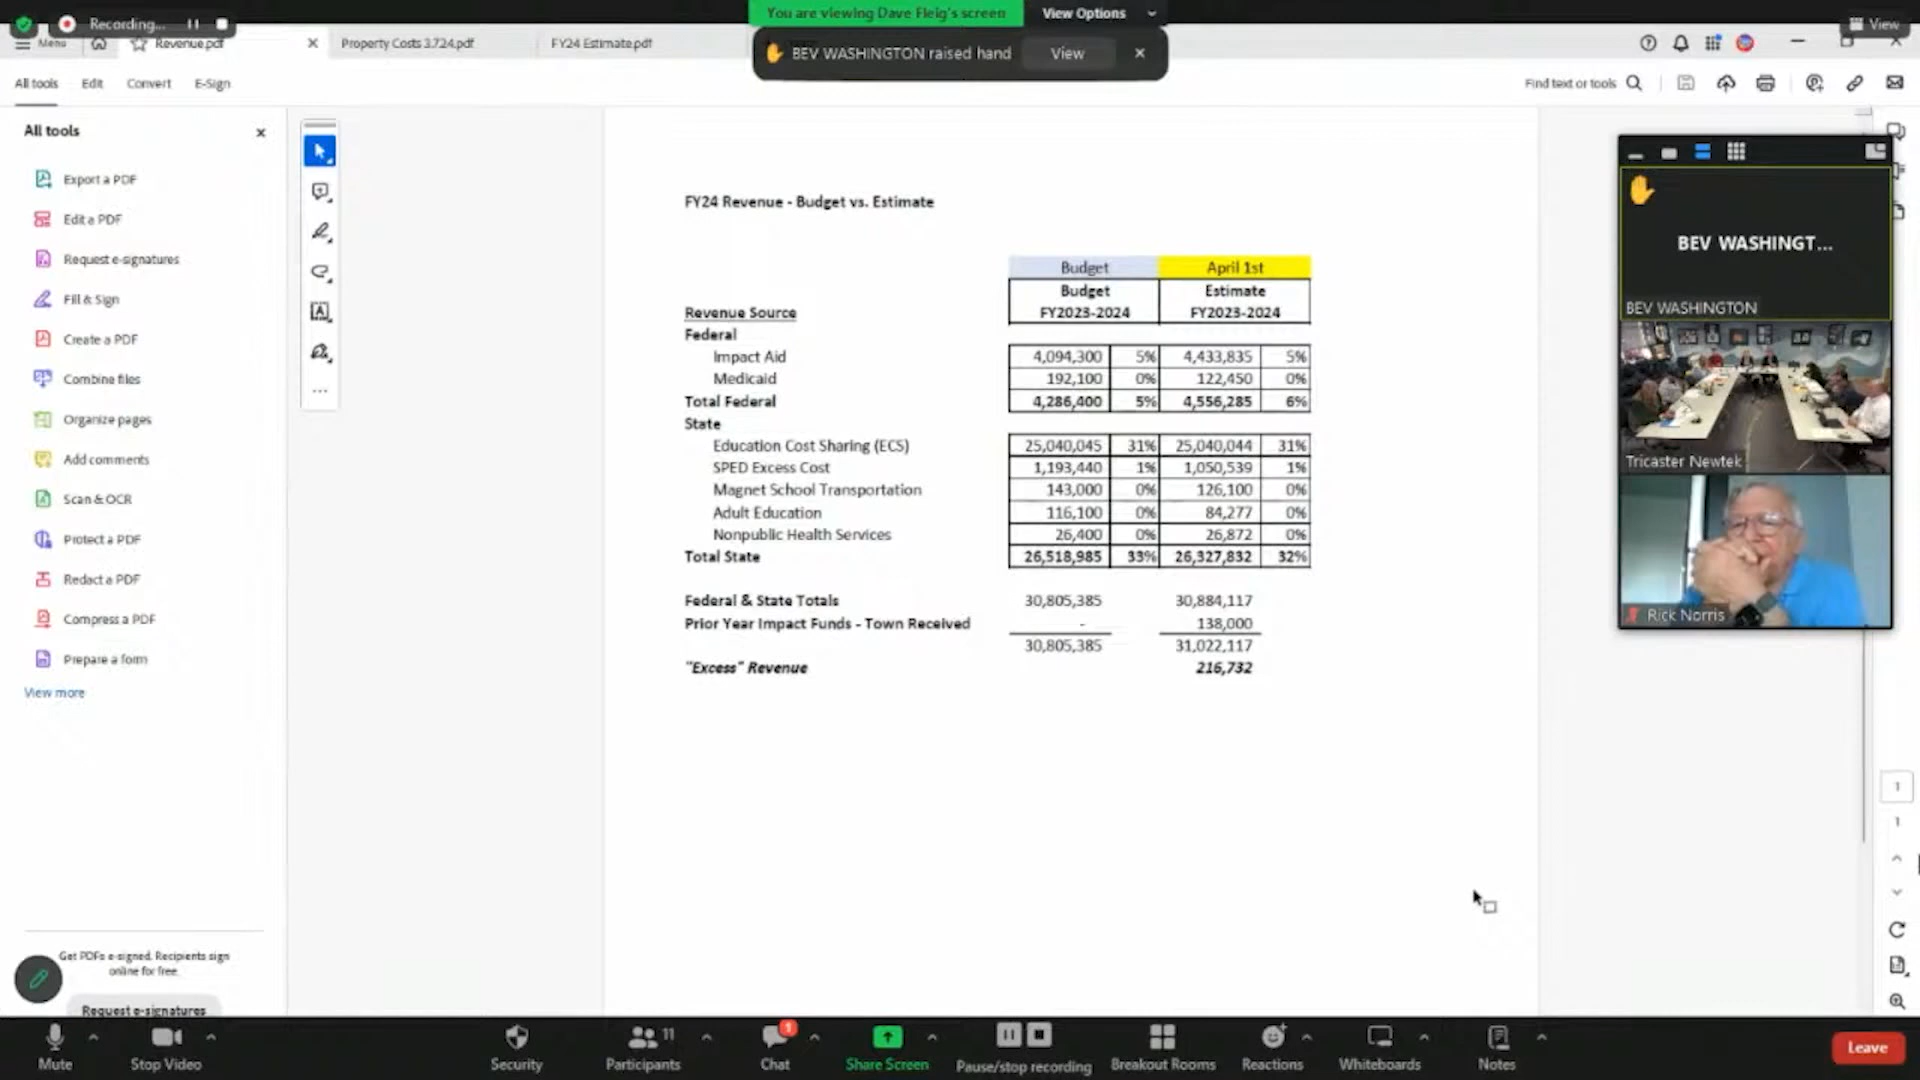 Recording...
You are viewing Dave Fleig's screen
View Options
View
Menu
Revenue.pdf
Property Costs 3.724.pdf
FY24 Estimate.pdf
BEV WASHINGTON raised hand
View
All tools
Edit
Convert
E-Sign
Find text or tools
All tools
Export a PDF
Edit a PDF
Request e-signatures
Fill & Sign
Create a PDF
Combine files
Organize pages
Add comments
Scan & OCR
Protect a PDF
Redact a PDF
Compress a PDF
Prepare a form
View more
Get PDFs e-signed. Recipients sign
online for free.
Request e-signatures
FY24 Revenue - Budget vs. Estimate
Budget April 1st
Budget Estimate
Revenue Source FY2023-2024 FY2023-2024
Federal
Impact Aid 4,094,300 5% 4,433,835 5%
Medicaid 192,100 0% 122,450 0%
Total Federal 4,286,400 5% 4,556,285 6%
State
Education Cost Sharing (ECS) 25,040,045 31% 25,040,044 31%
SPED Excess Cost 1,193,440 1% 1,050,539 1%
Magnet School Transportation 143,000 0% 126,100 0%
Adult Education 116,100 0% 84,277 0%
Nonpublic Health Services 26,400 0% 26,872 0%
Total State 26,518,985 33% 26,327,832 32%
Federal & State Totals 30,805,385 30,884,117
Prior Year Impact Funds - Town Received - 138,000
30,805,385 31,022,117
"Excess" Revenue 216,732
BEV WASHINGT...
BEV WASHINGTON
Tricaster Newtek
Rick Norris
1
1
Mute
Stop Video
Security
Participants
11
Chat
1
Share Screen
Pause/stop recording
Breakout Rooms
Reactions
Whiteboards
Notes
Leave